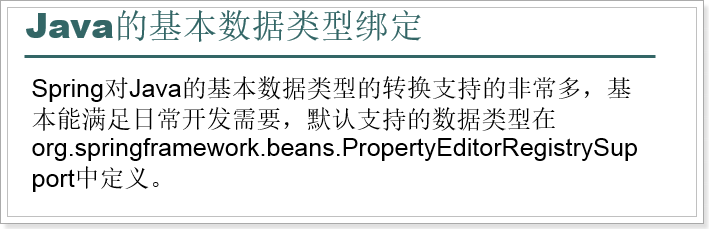 Java的基本数据类型绑定
Spring对Java的基本数据类型的转换支持的非常多，基
本能满足日常开发需要，默认支持的数据类型在
org.springframework.beans.PropertyEditorRegistrySup
port中定义。